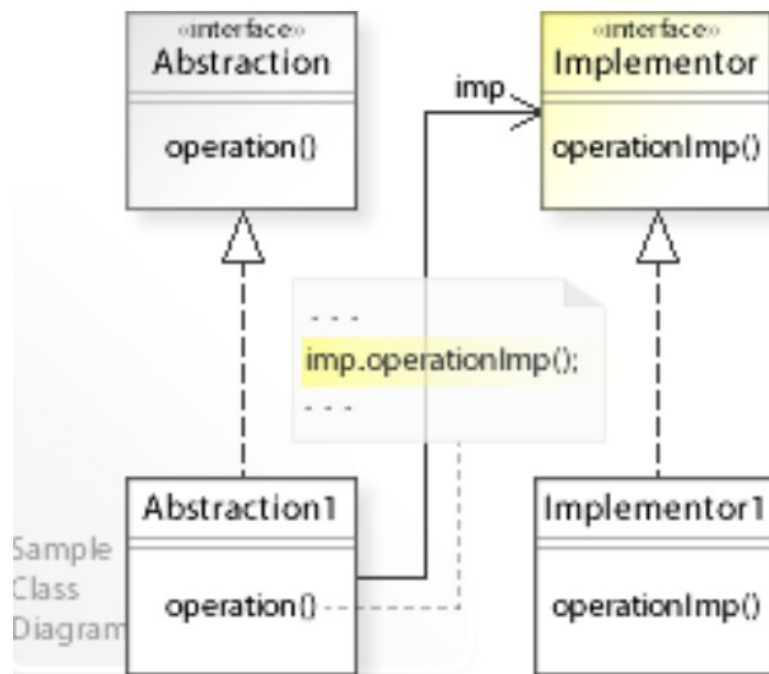 «interface»
Abstraction
operation()
«interface»
Implementor
operationImp()
imp
- - -
imp.operationImp();
- - -
Abstraction1
operation()
Implementor1
operationImp()
Sample
Class
Diagram